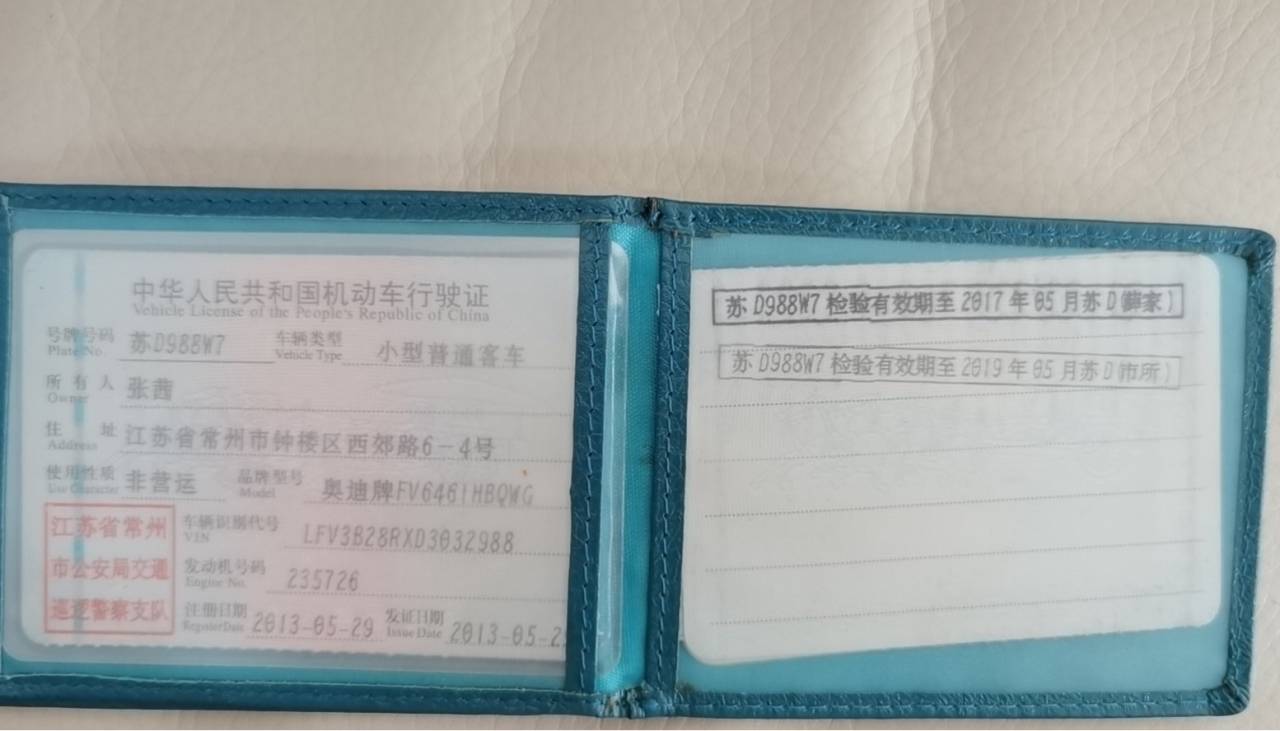 中华人民共和国机动车行驶证
Vehicle License of the People's Republic of China
号牌号码 苏D988W7 车辆类型 小型普通客车
Plate No. Vehicle Type
所有人 张茜
Owner
住址 江苏省常州市钟楼区西郊路6-4号
Address
使用性质 非营运 品牌型号 奥迪牌FV6461HBQWG
Use Character Model
江苏省常州
市公安局交通
巡逻警察支队
车辆识别代号 LFV3B28RXD3032988
VIN
发动机号码 235726
Engine No.
注册日期 2013-05-29 发证日期 2013-05-2
Register Date Issue Date
苏D988W7 检验有效期至2017年05月苏D(薛家)
苏D988W7 检验有效期至2019年05月苏D(市所)